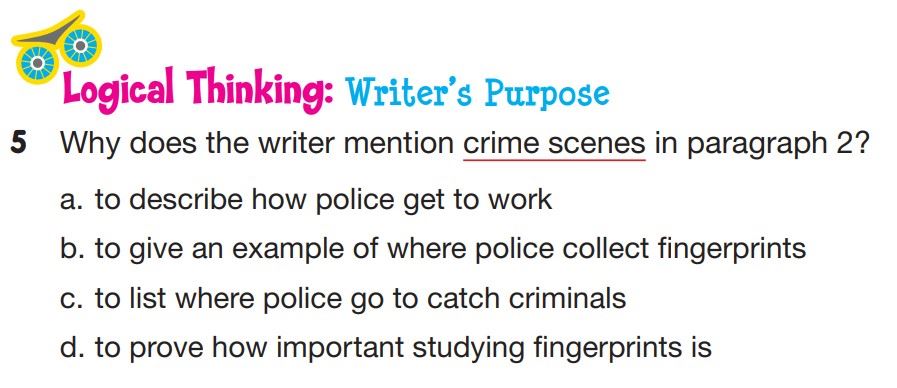 Logical Thinking: Writer's Purpose
5 Why does the writer mention crime scenes in paragraph 2?
a. to describe how police get to work
b. to give an example of where police collect fingerprints
c. to list where police go to catch criminals
d. to prove how important studying fingerprints is